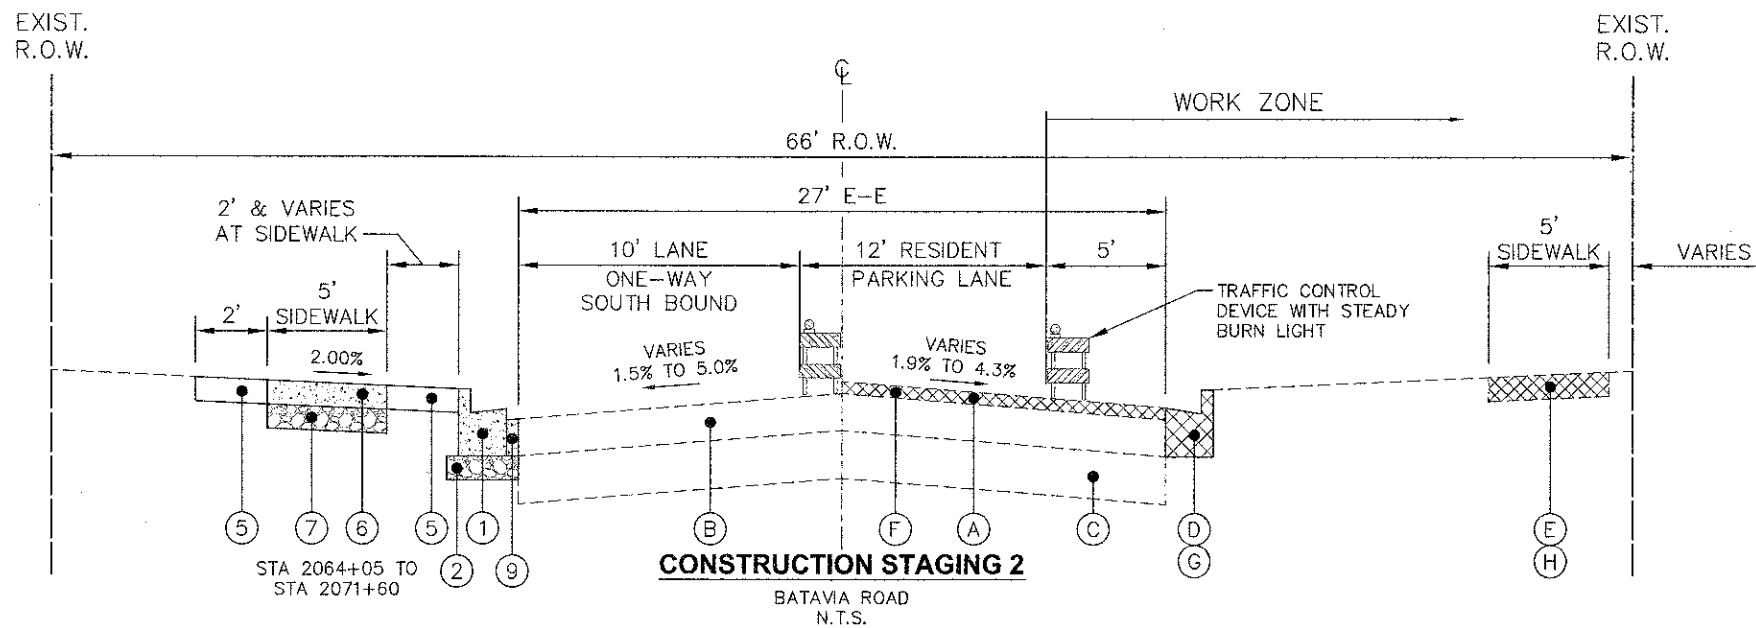 EXIST.
R.O.W.
EXIST.
R.O.W.
℄
WORK ZONE
66' R.O.W.
27' E-E
2' & VARIES
AT SIDEWALK
10' LANE
ONE-WAY
SOUTH BOUND
12' RESIDENT
PARKING LANE
5'
5'
SIDEWALK
VARIES
2'
5'
SIDEWALK
TRAFFIC CONTROL
DEVICE WITH STEADY
BURN LIGHT
2.00%
VARIES
1.5% TO 5.0%
VARIES
1.9% TO 4.3%
5
7
6
5
1
2
9
B
F
A
C
D
G
E
H
STA 2064+05 TO
STA 2071+60
CONSTRUCTION STAGING 2
BATAVIA ROAD
N.T.S.